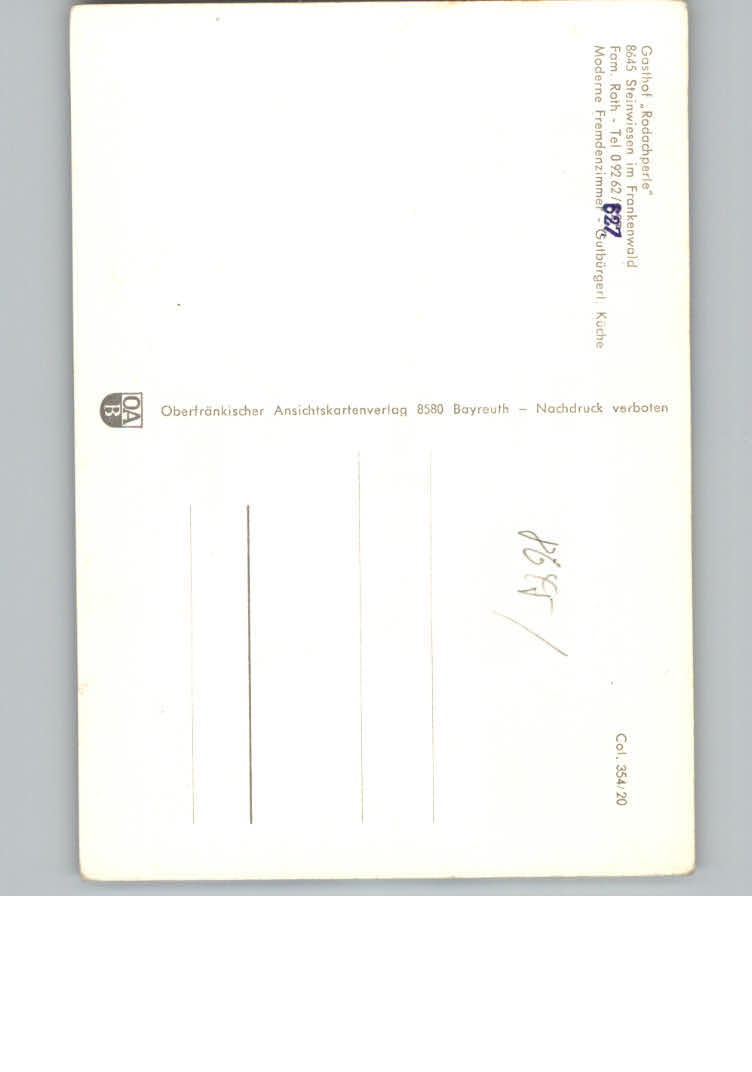 Gasthof „Rodachperle"
8645 Steinwiesen im Frankenwald
Fam. Roth - Tel 0 92 62 / 627
Moderne Fremdenzimmer - Gutbürgerl. Küche
OA
B
Oberfränkischer Ansichtskartenverlag 8580 Bayreuth – Nachdruck verboten
8645/
Col. 354/20